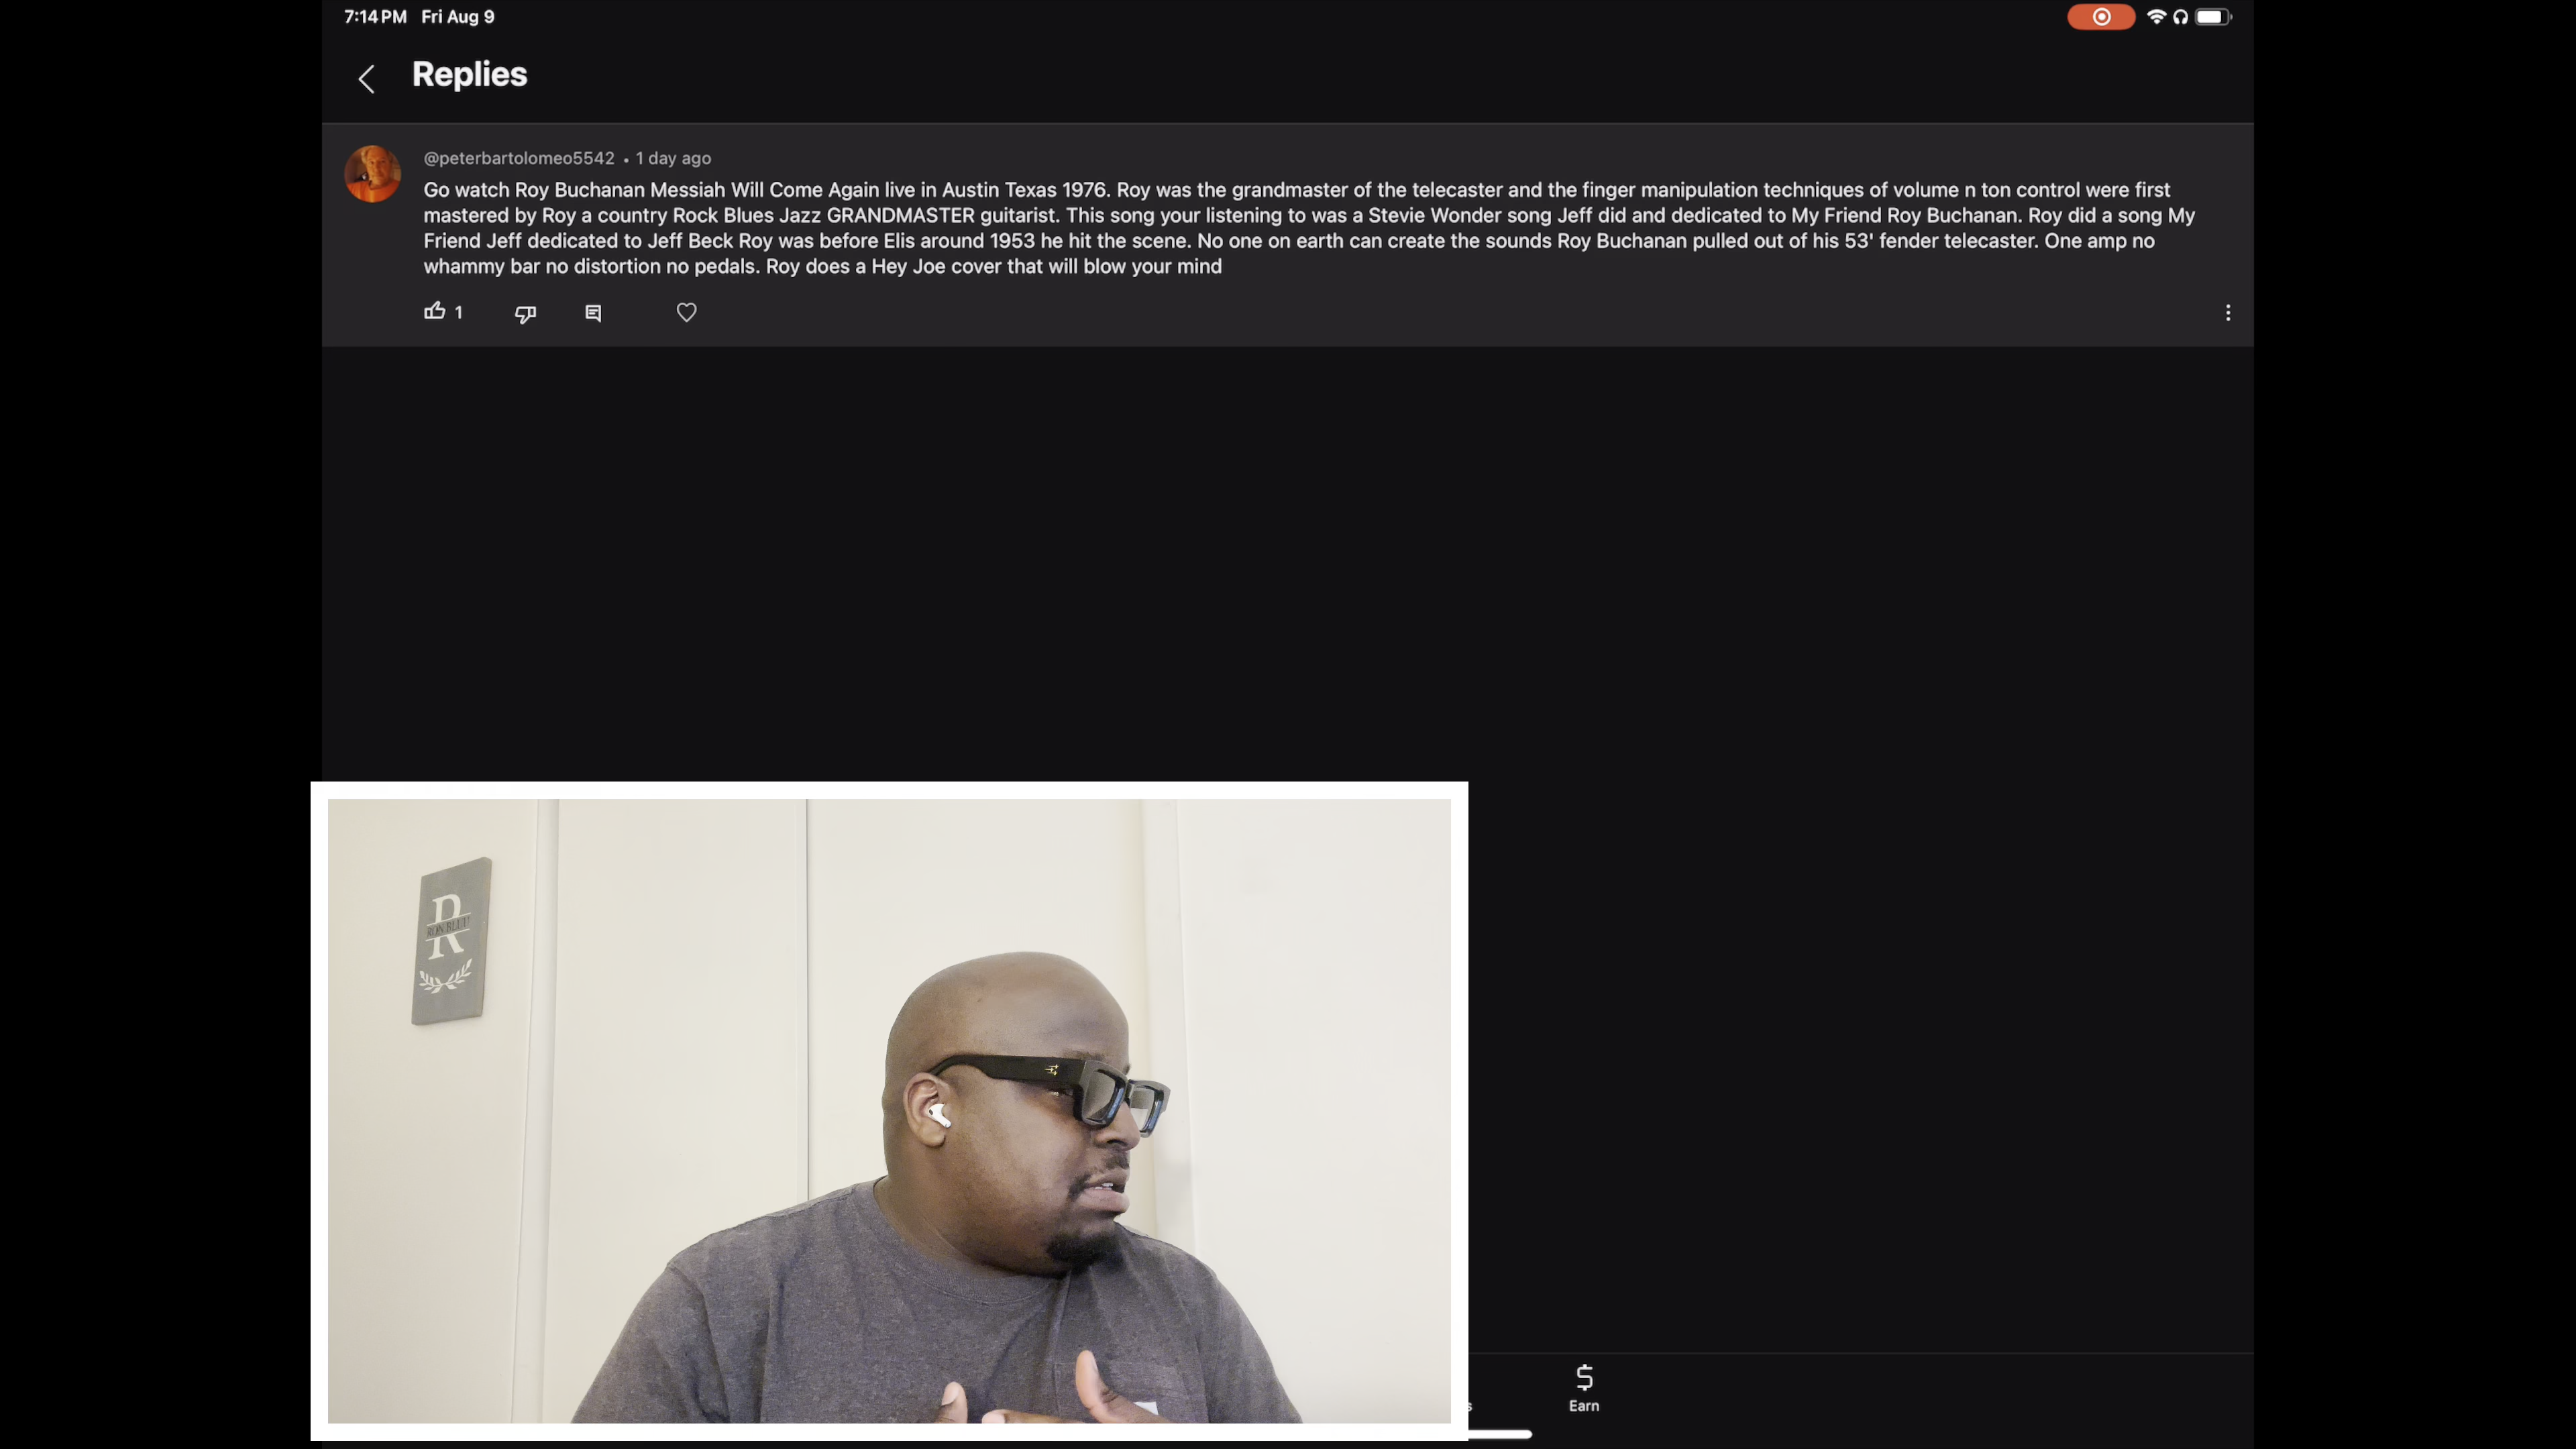 7:14 PM Fri Aug 9
Replies
@peterbartolomeo5542 • 1 day ago
Go watch Roy Buchanan Messiah Will Come Again live in Austin Texas 1976. Roy was the grandmaster of the telecaster and the finger manipulation techniques of volume n ton control were first
mastered by Roy a country Rock Blues Jazz GRANDMASTER guitarist. This song your listening to was a Stevie Wonder song Jeff did and dedicated to My Friend Roy Buchanan. Roy did a song My
Friend Jeff dedicated to Jeff Beck Roy was before Elis around 1953 he hit the scene. No one on earth can create the sounds Roy Buchanan pulled out of his 53' fender telecaster. One amp no
whammy bar no distortion no pedals. Roy does a Hey Joe cover that will blow your mind
1
R
RON BLUE
Earn